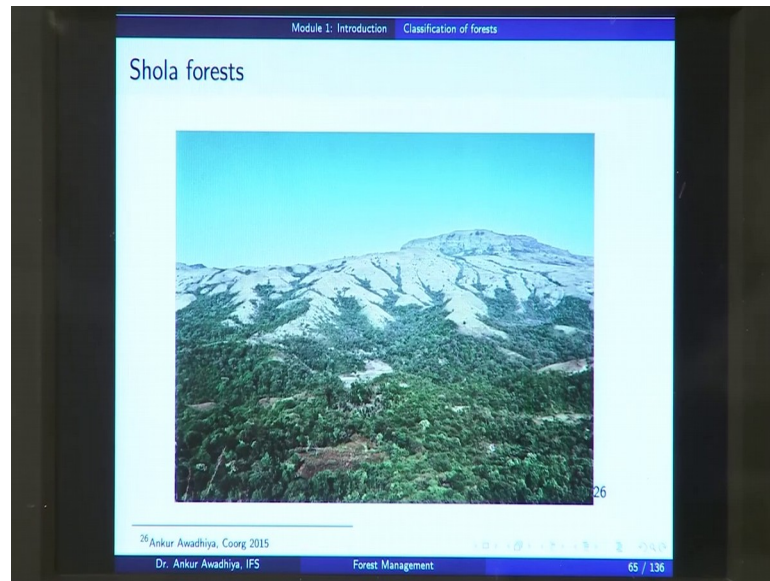 Module 1: Introduction Classification of forests
Shola forests
26
26 Ankur Awadhiya, Coorg 2015
Dr. Ankur Awadhiya, IFS Forest Management 65 / 136